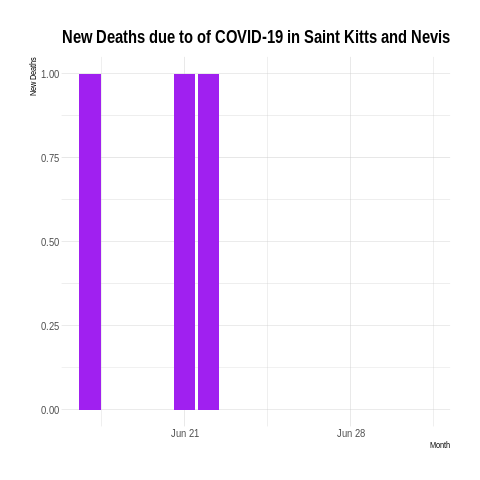 New Deaths due to of COVID-19 in Saint Kitts and Nevis
New Deaths
1.00
0.75
0.50
0.25
0.00
Jun 21
Jun 28
Month